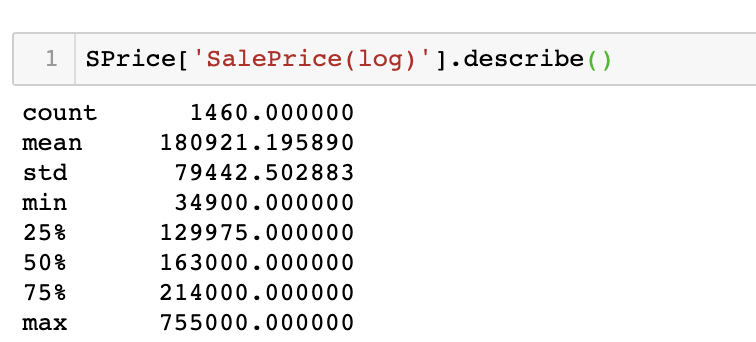 1 SPrice['SalePrice(log)'].describe()
count 1460.000000
mean 180921.195890
std 79442.502883
min 34900.000000
25% 129975.000000
50% 163000.000000
75% 214000.000000
max 755000.000000